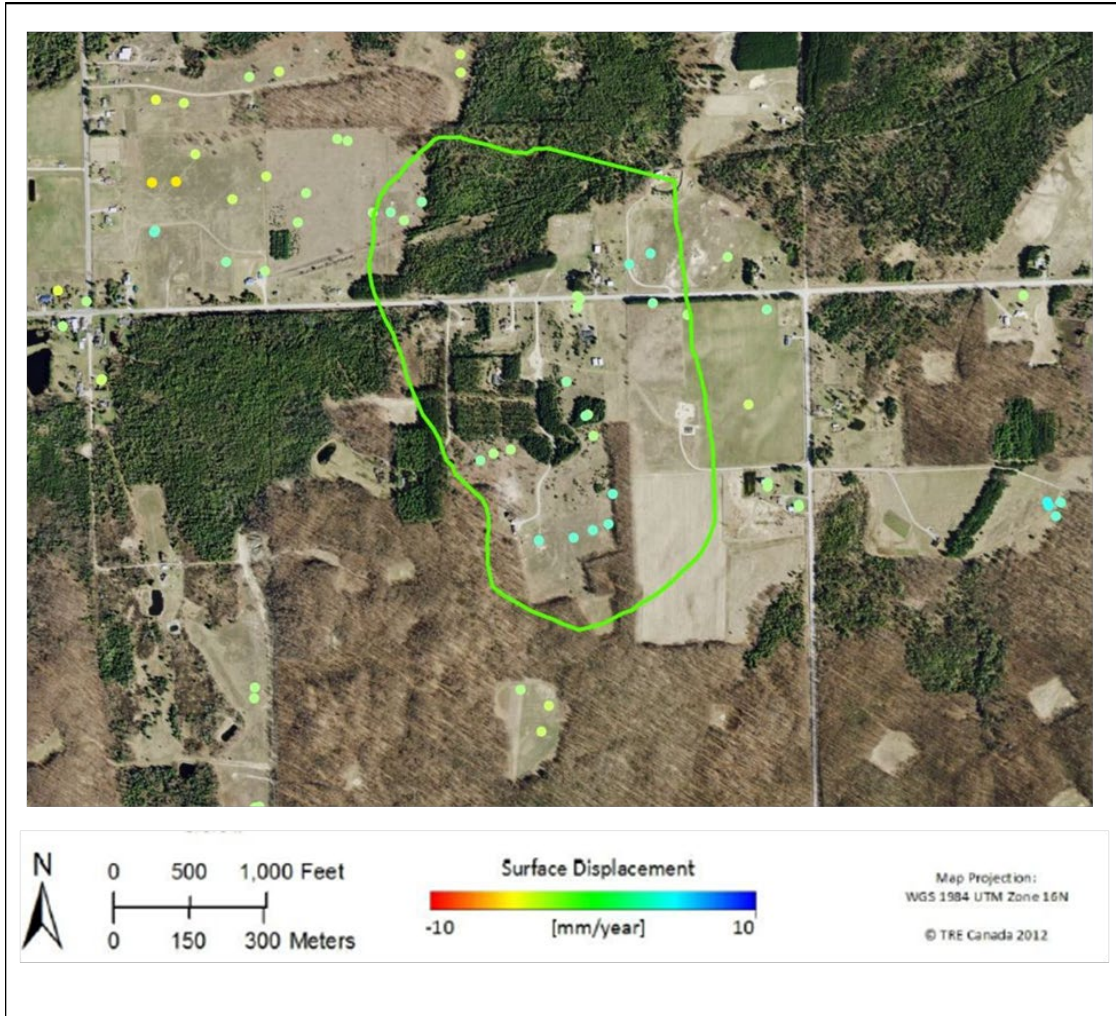 N
0 500 1,000 Feet
0 150 300 Meters
Surface Displacement
-10 [mm/year] 10
Map Projection:
WGS 1984 UTM Zone 16N
© TRE Canada 2012